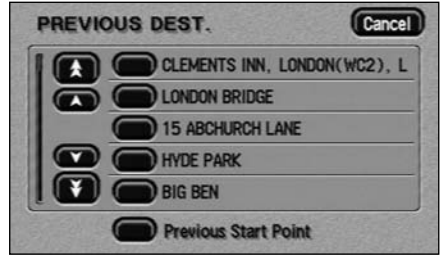 PREVIOUS DEST.
Cancel
CLEMENTS INN, LONDON(WC2), L
LONDON BRIDGE
15 ABCHURCH LANE
HYDE PARK
BIG BEN
Previous Start Point